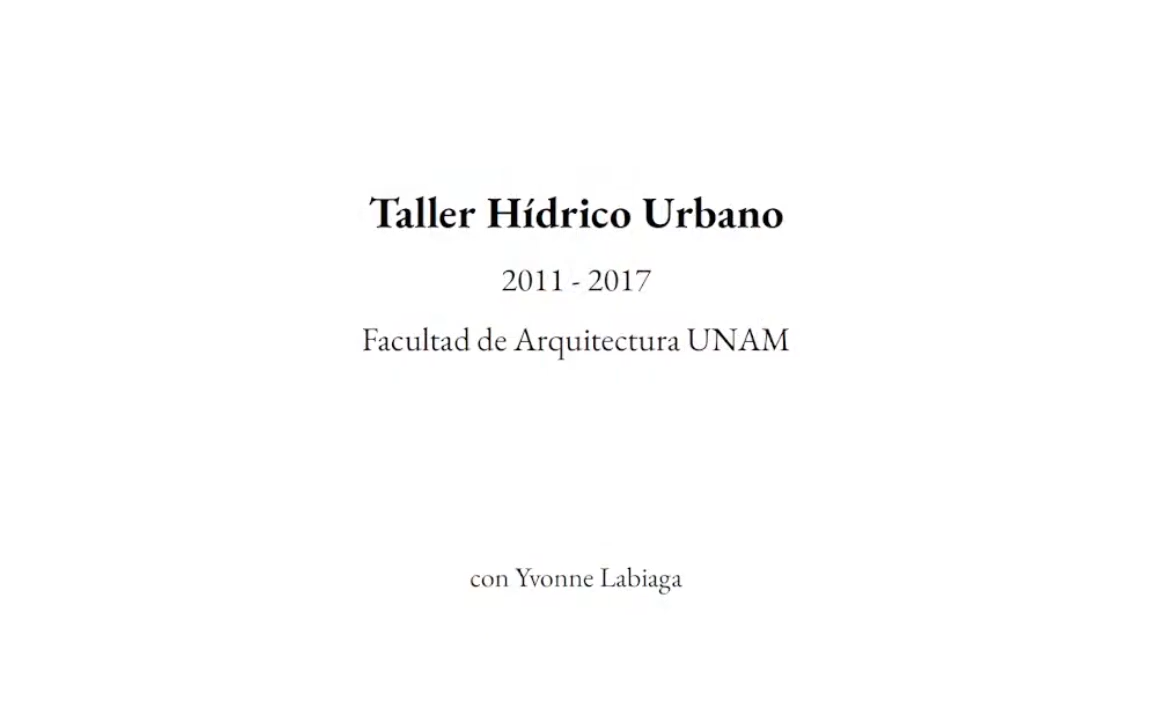 Taller Hídrico Urbano
2011 - 2017
Facultad de Arquitectura UNAM
con Yvonne Labiaga